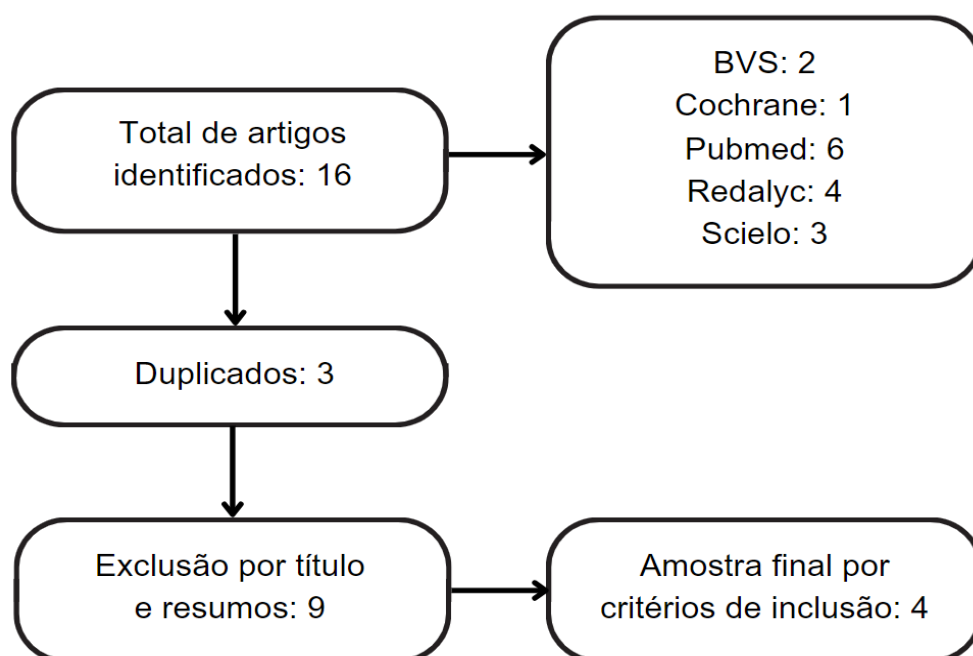 Total de artigos
identificados: 16
BVS: 2
Cochrane: 1
Pubmed: 6
Redalyc: 4
Scielo: 3
Duplicados: 3
Exclusão por título
e resumos: 9
Amostra final por
critérios de inclusão: 4